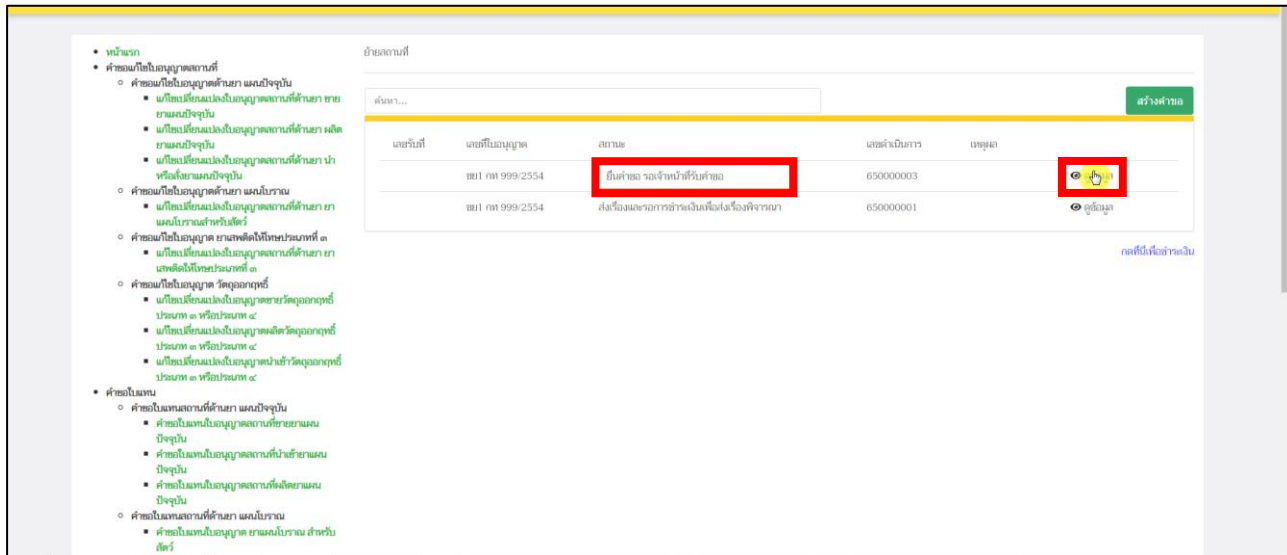 หน้าแรก
คำขอแก้ไขใบอนุญาตสถานที่
คำขอแก้ไขใบอนุญาตด้านยา แผนปัจจุบัน
แก้ไขเปลี่ยนแปลงใบอนุญาตสถานที่ด้านยา ขาย
ยาแผนปัจจุบัน
แก้ไขเปลี่ยนแปลงใบอนุญาตสถานที่ด้านยา ผลิต
ยาแผนปัจจุบัน
แก้ไขเปลี่ยนแปลงใบอนุญาตสถานที่ด้านยา นำ
หรือสั่งยาแผนปัจจุบัน
คำขอแก้ไขใบอนุญาตด้านยา แผนโบราณ
แก้ไขเปลี่ยนแปลงใบอนุญาตสถานที่ด้านยา ยา
แผนโบราณสำหรับสัตว์
คำขอแก้ไขใบอนุญาต ยาเสพติดให้โทษประเภทที่ ๓
แก้ไขเปลี่ยนแปลงใบอนุญาตสถานที่ด้านยา ยา
เสพติดให้โทษประเภทที่ ๓
คำขอแก้ไขใบอนุญาต วัตถุออกฤทธิ์
แก้ไขเปลี่ยนแปลงใบอนุญาตขายวัตถุออกฤทธิ์
ประเภท ๓ หรือประเภท ๔
แก้ไขเปลี่ยนแปลงใบอนุญาตผลิตวัตถุออกฤทธิ์
ประเภท ๓ หรือประเภท ๔
แก้ไขเปลี่ยนแปลงใบอนุญาตนำเข้าวัตถุออกฤทธิ์
ประเภท ๓ หรือประเภท ๔
คำขอใบแทน
คำขอใบแทนสถานที่ด้านยา แผนปัจจุบัน
คำขอใบแทนใบอนุญาตสถานที่ขายยาแผน
ปัจจุบัน
คำขอใบแทนใบอนุญาตสถานที่นำเข้ายาแผน
ปัจจุบัน
คำขอใบแทนใบอนุญาตสถานที่ผลิตยาแผน
ปัจจุบัน
คำขอใบแทนสถานที่ด้านยา แผนโบราณ
คำขอใบแทนใบอนุญาต ยาแผนโบราณ สำหรับ
สัตว์
ย้ายสถานที่
ค้นหา...
สร้างคำขอ
เลขรับที่ เลขที่ใบอนุญาต สถานะ เลขดำเนินการ เหตุผล
ขย1 กท 999/2554 ยื่นคำขอ รอเจ้าหน้าที่รับคำขอ 650000003
ขย1 กท 999/2554 ส่งเรื่องและรอการชำระเงินเพื่อส่งเรื่องพิจารณา 650000001 ดูข้อมูล
กดที่นี่เพื่อชำระเงิน